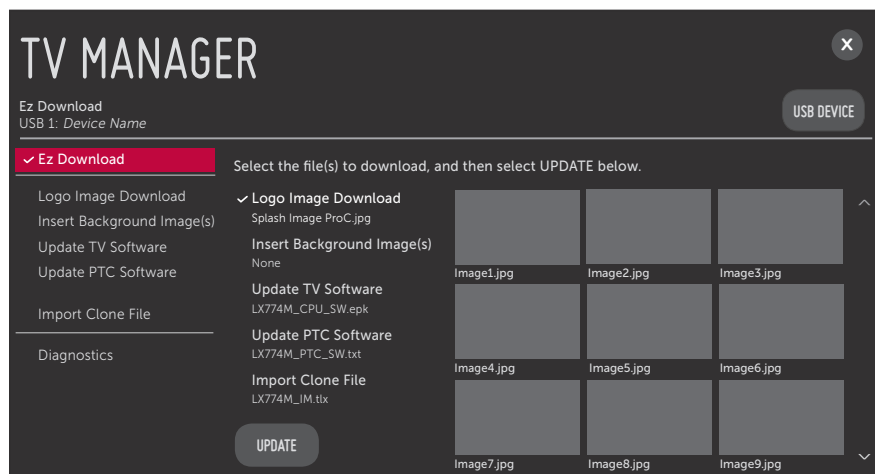 TV MANAGER
X
Ez Download
USB 1: Device Name
USB DEVICE
Ez Download
Logo Image Download
Insert Background Image(s)
Update TV Software
Update PTC Software
Import Clone File
Diagnostics
Select the file(s) to download, and then select UPDATE below.
Logo Image Download
Splash Image ProC.jpg
Insert Background Image(s)
None
Update TV Software
LX774M_CPU_SW.epk
Update PTC Software
LX774M_PTC_SW.txt
Import Clone File
LX774M_IM.tlx
UPDATE
Image1.jpg
Image2.jpg
Image3.jpg
Image4.jpg
Image5.jpg
Image6.jpg
Image7.jpg
Image8.jpg
Image9.jpg